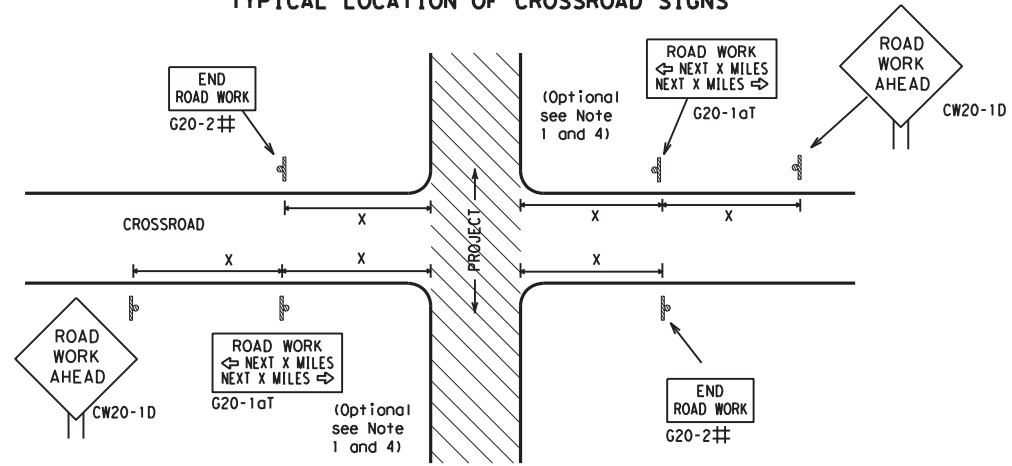 TYPICAL LOCATION OF CROSSROAD SIGNS
END
ROAD WORK
G20-2#
(Optional
see Note
1 and 4)
ROAD WORK
⇦ NEXT X MILES
NEXT X MILES ⇨
G20-1aT
ROAD
WORK
AHEAD
CW20-1D
CROSSROAD
X
X
X
PROJECT
X
X
X
ROAD
WORK
AHEAD
CW20-1D
ROAD WORK
⇦ NEXT X MILES
NEXT X MILES ⇨
G20-1aT
(Optional
see Note
1 and 4)
END
ROAD WORK
G20-2#